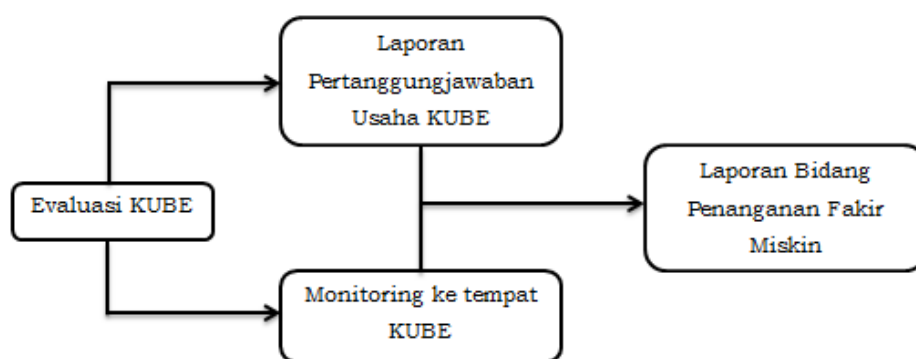 Laporan
Pertanggungjawaban
Usaha KUBE
Evaluasi KUBE
Laporan Bidang
Penanganan Fakir
Miskin
Monitoring ke tempat
KUBE